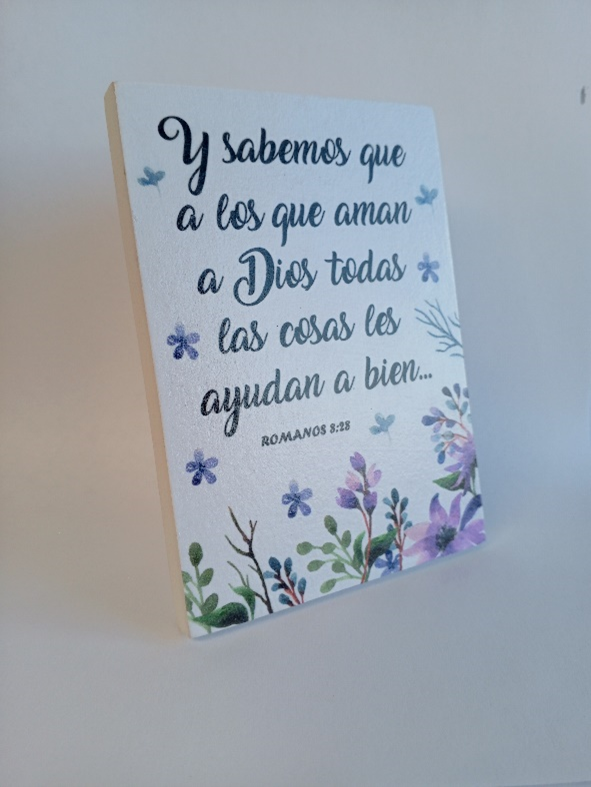 Y sabemos que
a los que aman
a Dios todas
las cosas les
ayudan a bien...
ROMANOS 8:28